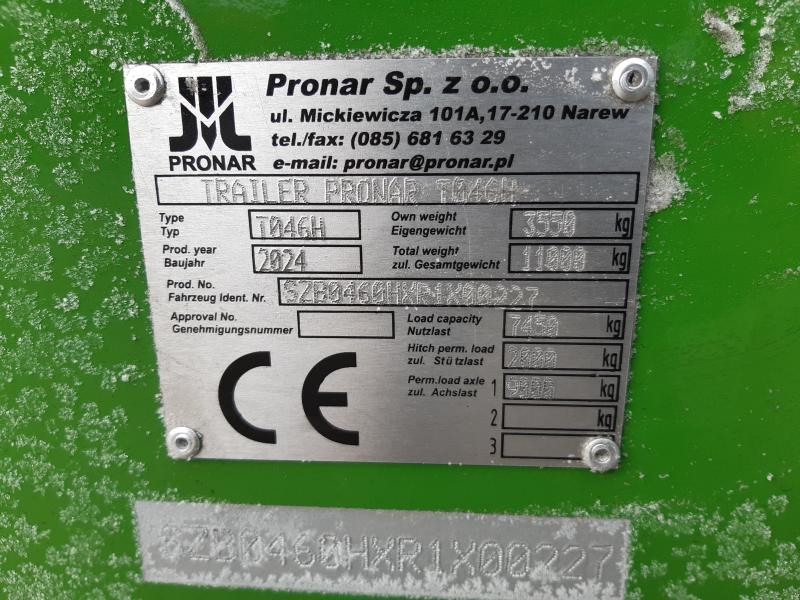 Pronar Sp. z o.o.
ul. Mickiewicza 101A,17-210 Narew
tel./fax: (085) 681 63 29
PRONAR e-mail: pronar@pronar.pl
TRAILER PRONAR T046H
Type Typ T046H
Own weight Eigengewicht 3550 kg
Prod. year Baujahr 2024
Total weight zul. Gesamtgewicht 11000 kg
Prod. No. Fahrzeug Ident. Nr. SZB0460HXR1X00227
Approval No. Genehmigungsnummer
Load capacity Nutzlast 7450 kg
Hitch perm. load zul. Stützlast 2000 kg
Perm.load axle zul. Achslast 1 9000 kg
2 kg
3
CE
SZB0460HXR1X00227